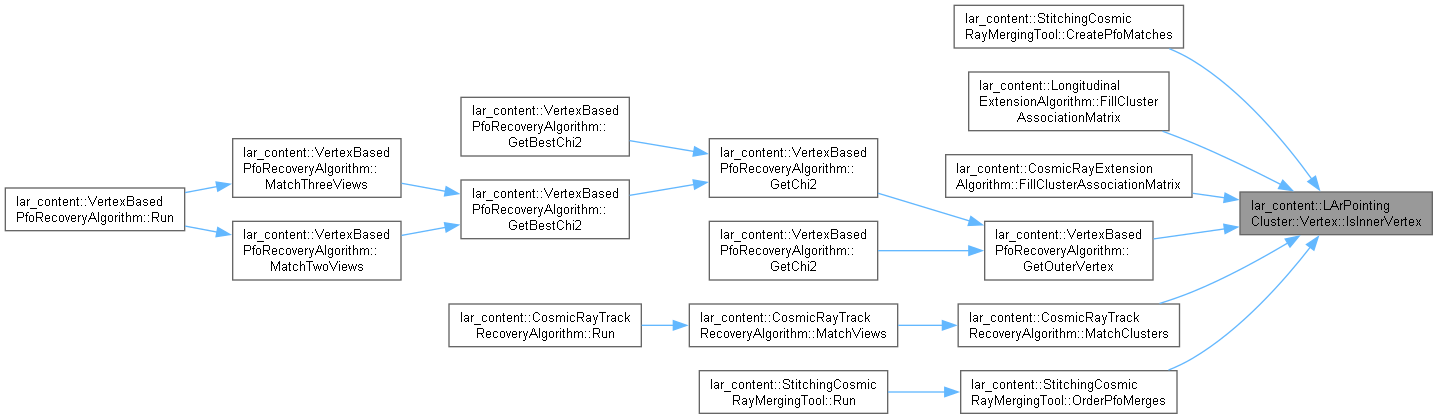 lar_content::VertexBased
PfoRecoveryAlgorithm::Run
lar_content::VertexBased
PfoRecoveryAlgorithm::
MatchThreeViews
lar_content::VertexBased
PfoRecoveryAlgorithm::
MatchTwoViews
lar_content::VertexBased
PfoRecoveryAlgorithm::
GetBestChi2
lar_content::VertexBased
PfoRecoveryAlgorithm::
GetBestChi2
lar_content::CosmicRayTrack
RecoveryAlgorithm::Run
lar_content::VertexBased
PfoRecoveryAlgorithm::
GetChi2
lar_content::VertexBased
PfoRecoveryAlgorithm::
GetChi2
lar_content::CosmicRayTrack
RecoveryAlgorithm::MatchViews
lar_content::StitchingCosmic
RayMergingTool::Run
lar_content::StitchingCosmic
RayMergingTool::CreatePfoMatches
lar_content::Longitudinal
ExtensionAlgorithm::FillCluster
AssociationMatrix
lar_content::CosmicRayExtension
Algorithm::FillClusterAssociationMatrix
lar_content::VertexBased
PfoRecoveryAlgorithm::
GetOuterVertex
lar_content::CosmicRayTrack
RecoveryAlgorithm::MatchClusters
lar_content::StitchingCosmic
RayMergingTool::OrderPfoMerges
lar_content::LArPointing
Cluster::Vertex::IsInnerVertex